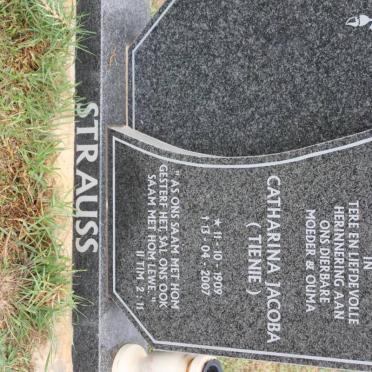 IN
TERE EN LIEFDEVOLLE
HERINNERING AAN
ONS DIERBARE
MOEDER & OUMA
CATHARINA JACOBA
( TIENIE )
★ 11 - 10 - 1909
† 13 - 04 - 2007
"AS ONS SAAM MET HOM
GESTERF HET, SAL ONS OOK
SAAM MET HOM LEWE."
II TIM 2 : 11
STRAUSS